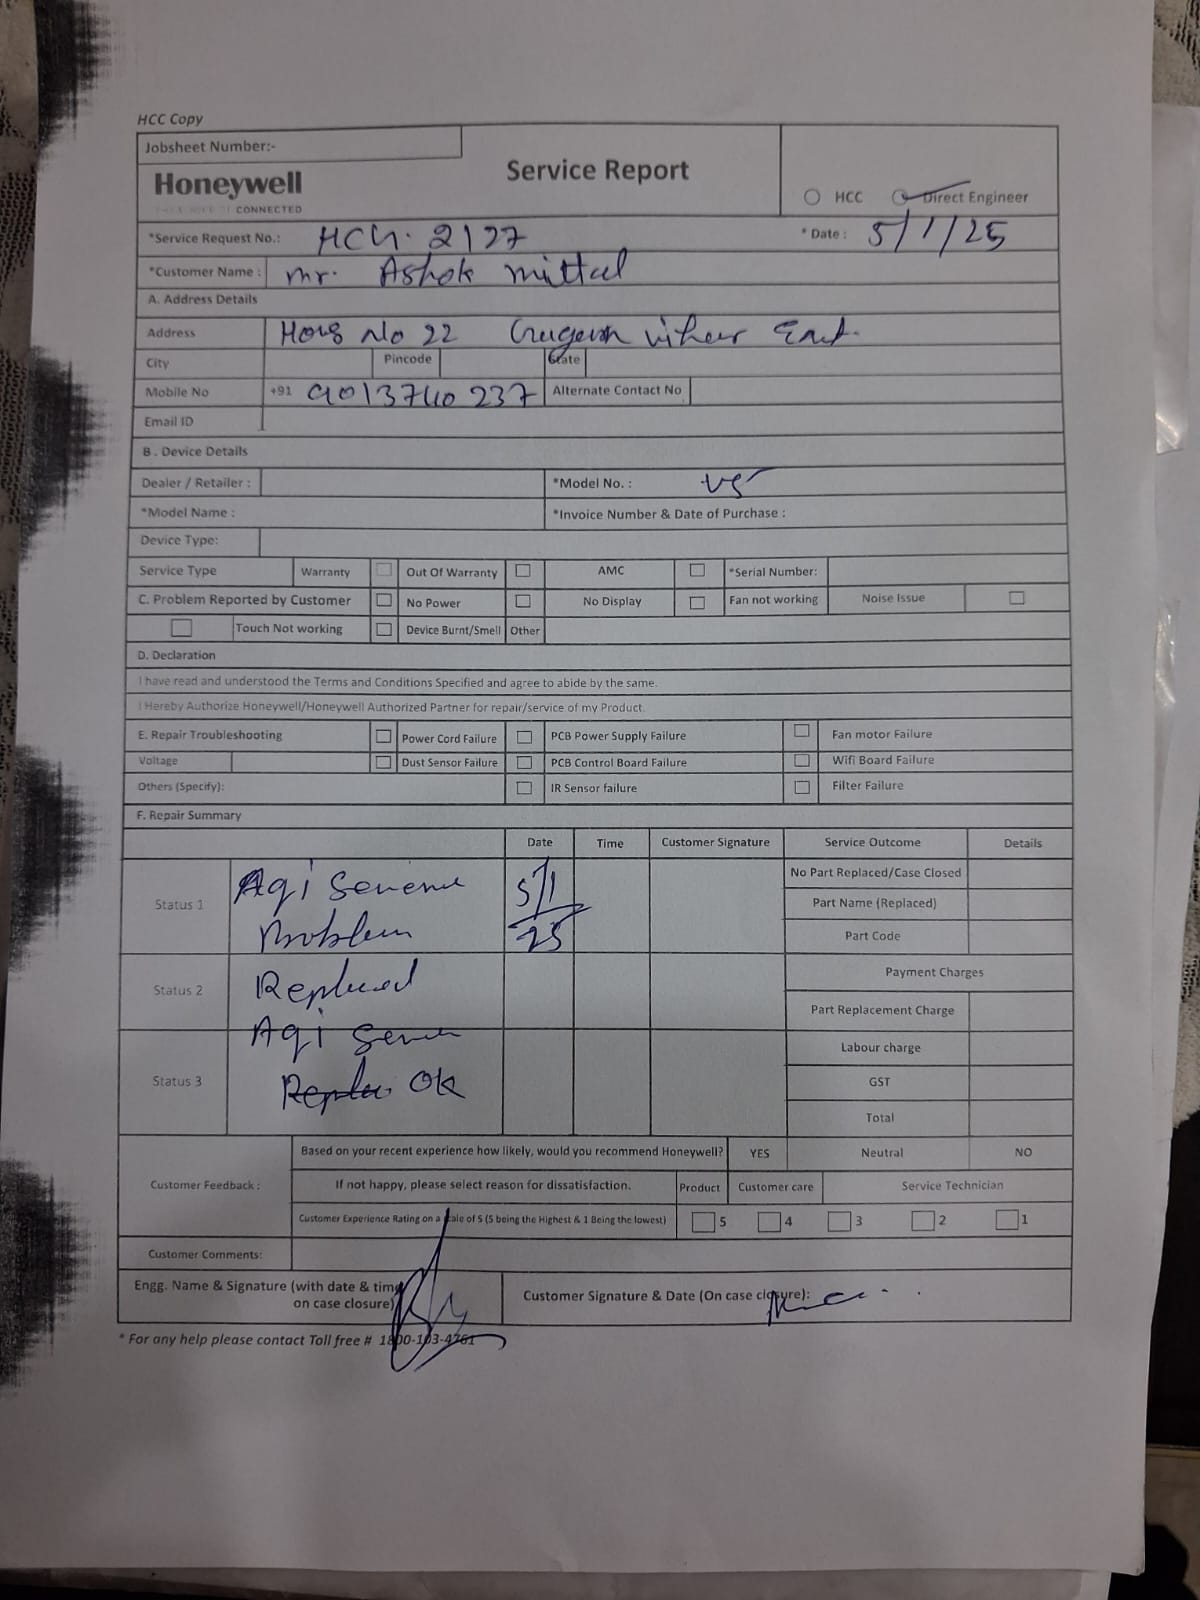 HCC Copy
Jobsheet Number:-
Honeywell
CONNECTED
Service Report
HCC Direct Engineer
*Service Request No.: HCH. 2127
* Date : 5/1/25
*Customer Name : mr. Ashok mittal
A. Address Details
Address No 22 East.
City Pincode State
Mobile No +91 9013740 237 Alternate Contact No
Email ID
B . Device Details
Dealer / Retailer : *Model No. : V5
*Model Name : *Invoice Number & Date of Purchase :
Device Type:
Service Type Warranty Out Of Warranty AMC *Serial Number:
C. Problem Reported by Customer No Power No Display Fan not working Noise Issue
Touch Not working Device Burnt/Smell Other
D. Declaration
I have read and understood the Terms and Conditions Specified and agree to abide by the same.
I Hereby Authorize Honeywell/Honeywell Authorized Partner for repair/service of my Product.
E. Repair Troubleshooting Power Cord Failure PCB Power Supply Failure Fan motor Failure
Voltage Dust Sensor Failure PCB Control Board Failure Wifi Board Failure
Others (Specify): IR Sensor failure Filter Failure
F. Repair Summary
Date Time Customer Signature Service Outcome Details
Status 1 Aqi 5/1 No Part Replaced/Case Closed
Problem 25 Part Name (Replaced)
Part Code
Status 2 Replaced Payment Charges
Part Replacement Charge
Aqi
Labour charge
Status 3 OK GST
Total
Based on your recent experience how likely, would you recommend Honeywell? YES Neutral NO
Customer Feedback : If not happy, please select reason for dissatisfaction. Product Customer care Service Technician
Customer Experience Rating on a scale of 5 (5 being the Highest & 1 Being the lowest) 5 4 3 2 1
Customer Comments:
Engg. Name & Signature (with date & time
on case closure) Customer Signature & Date (On case closure):
* For any help please contact Toll free # 1800-103-4761